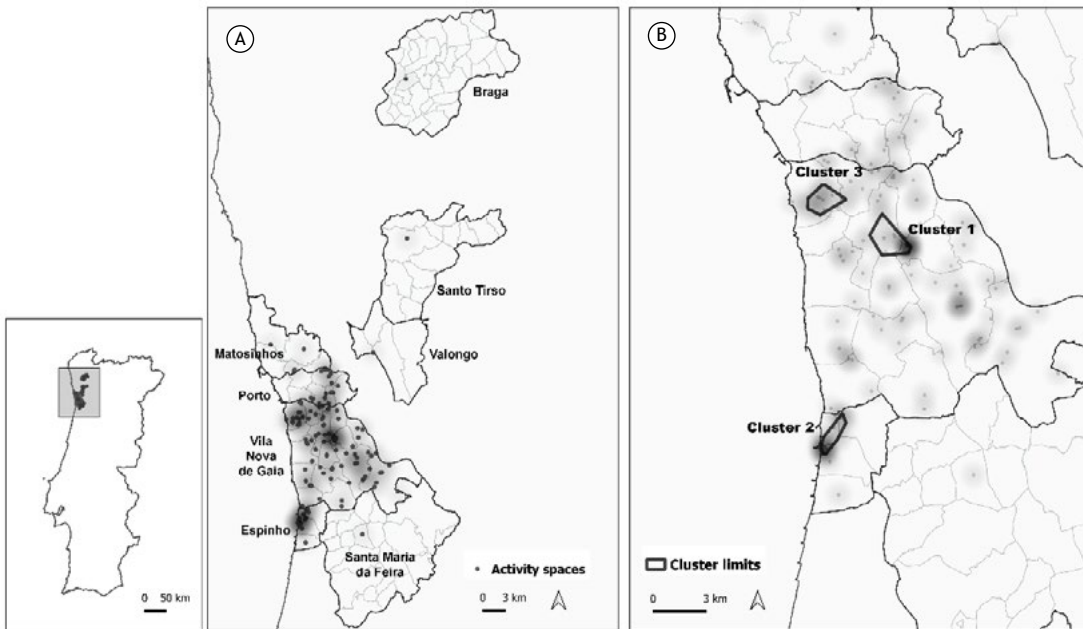 0 50 km
A
Braga
Santo Tirso
Matosinhos
Valongo
Porto
Vila
Nova
de Gaia
Espinho
Santa Maria
da Feira
Activity spaces
0 3 km
B
Cluster 3
Cluster 1
Cluster 2
Cluster limits
0 3 km